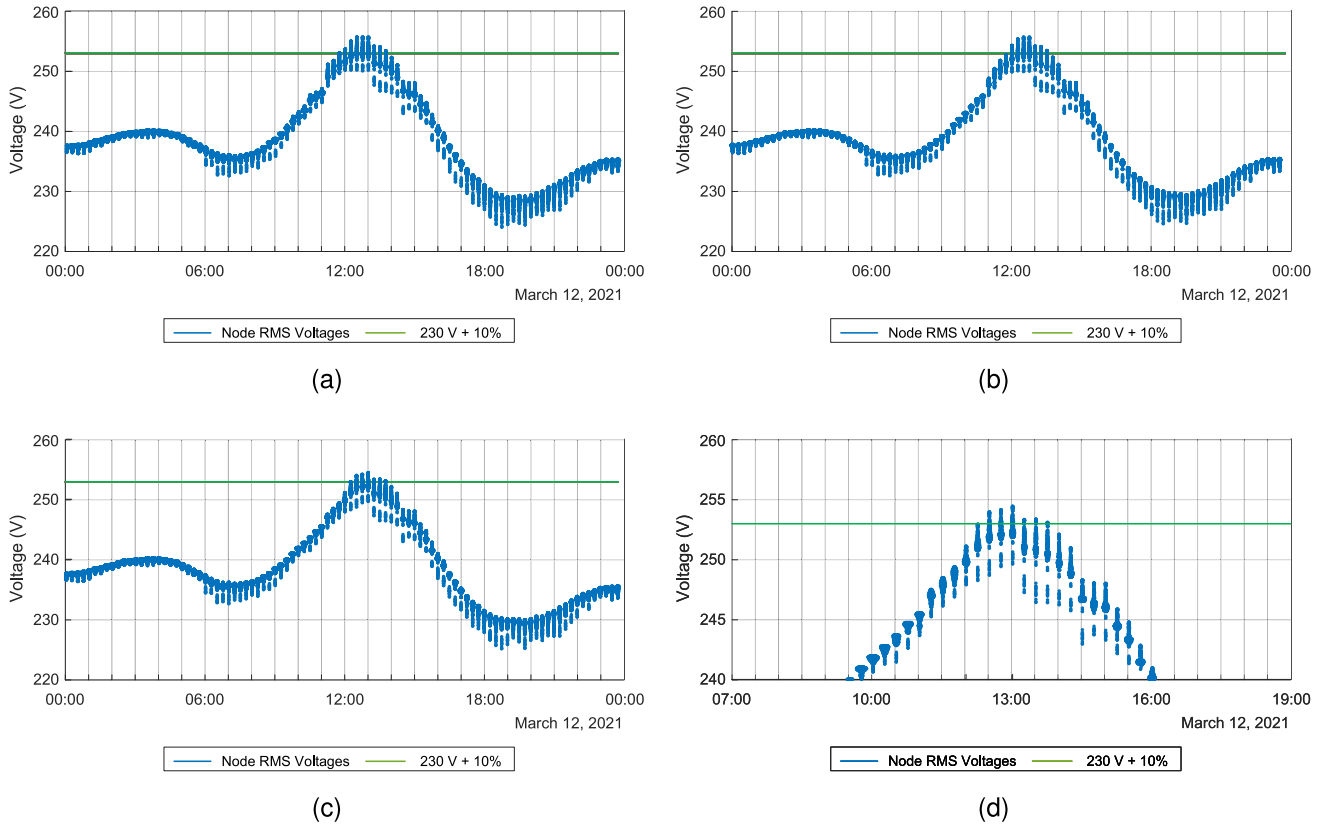 260
250
240
230
220
Voltage (V)
00:00 06:00 12:00 18:00 00:00
March 12, 2021
Node RMS Voltages 230 V + 10%
(a)
260
250
240
230
220
Voltage (V)
00:00 06:00 12:00 18:00 00:00
March 12, 2021
Node RMS Voltages 230 V + 10%
(b)
260
250
240
230
220
Voltage (V)
00:00 06:00 12:00 18:00 00:00
March 12, 2021
Node RMS Voltages 230 V + 10%
(c)
260
255
250
245
240
Voltage (V)
07:00 10:00 13:00 16:00 19:00
March 12, 2021
Node RMS Voltages 230 V + 10%
(d)